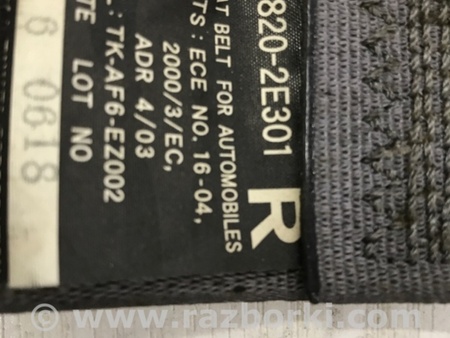 820-2E301
R
AT BELT FOR AUTOMOBILES
TS: ECE NO. 16-04,
2000/3/EC,
ADR 4/03
L: TK-AF6-EZ002
TE LOT NO
6 0618
www.razborki.com